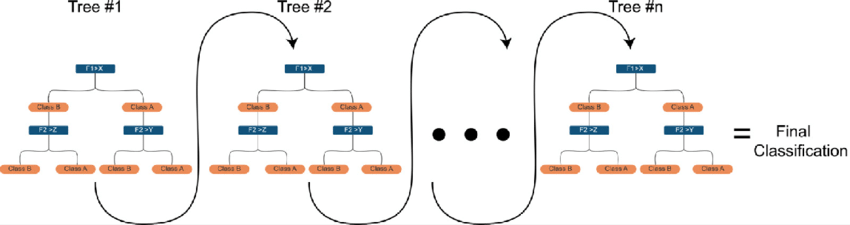 Tree #1
Tree #2
Tree #n
F1>X
F1>X
F1>X
Class B
Class A
Class B
Class A
Class B
Class A
F2>Z
F2>Y
F2>Z
F2>Y
F2>Z
F2>Y
= Final
Classification
Class B
Class A
Class B
Class A
Class B
Class A
Class B
Class A
Class B
Class A
Class B
Class A